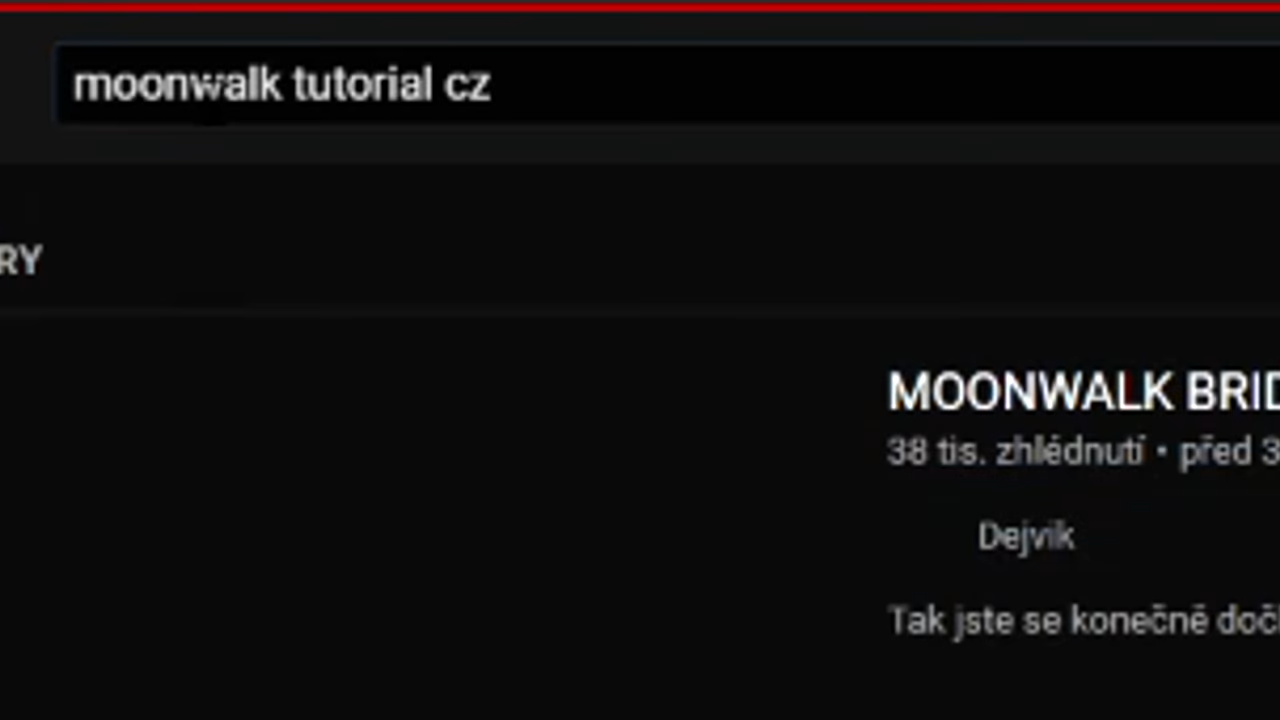 moonwalk tutorial cz
RY
MOONWALK BRID
38 tis. zhlédnutí • před 3
Dejvik
Tak jste se konečně doč